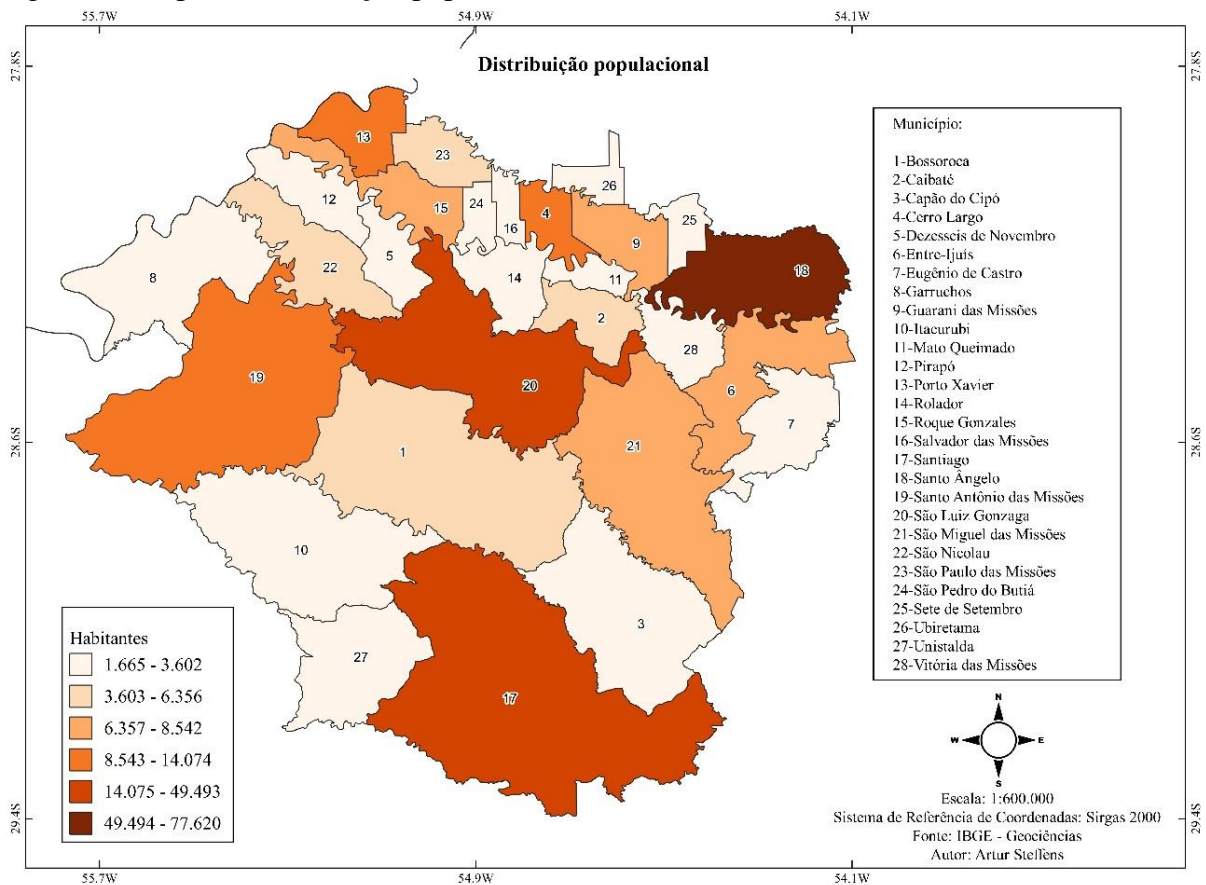 55.7W
54.9W
54.1W
27.8S
27.8S
Distribuição populacional
Município:
1-Bossoroca
2-Caibaté
3-Capão do Cipó
4-Cerro Largo
5-Dezesseis de Novembro
6-Entre-Ijuís
7-Eugênio de Castro
8-Garruchos
9-Guarani das Missões
10-Itacurubi
11-Mato Queimado
12-Pirapó
13-Porto Xavier
14-Rolador
15-Roque Gonzales
16-Salvador das Missões
17-Santiago
18-Santo Ângelo
19-Santo Antônio das Missões
20-São Luiz Gonzaga
21-São Miguel das Missões
22-São Nicolau
23-São Paulo das Missões
24-São Pedro do Butiá
25-Sete de Setembro
26-Ubiretama
27-Unistalda
28-Vitória das Missões
13
23
26
12
15
24
16
4
25
9
5
8
22
14
11
18
2
28
19
20
6
7
21
1
10
3
27
17
28.6S
28.6S
Habitantes
1.665 - 3.602
3.603 - 6.356
6.357 - 8.542
8.543 - 14.074
14.075 - 49.493
49.494 - 77.620
N
W
E
S
Escala: 1:600.000
Sistema de Referência de Coordenadas: Sirgas 2000
Fonte: IBGE - Geociências
Autor: Artur Steffens
29.4S
29.4S
55.7W
54.9W
54.1W